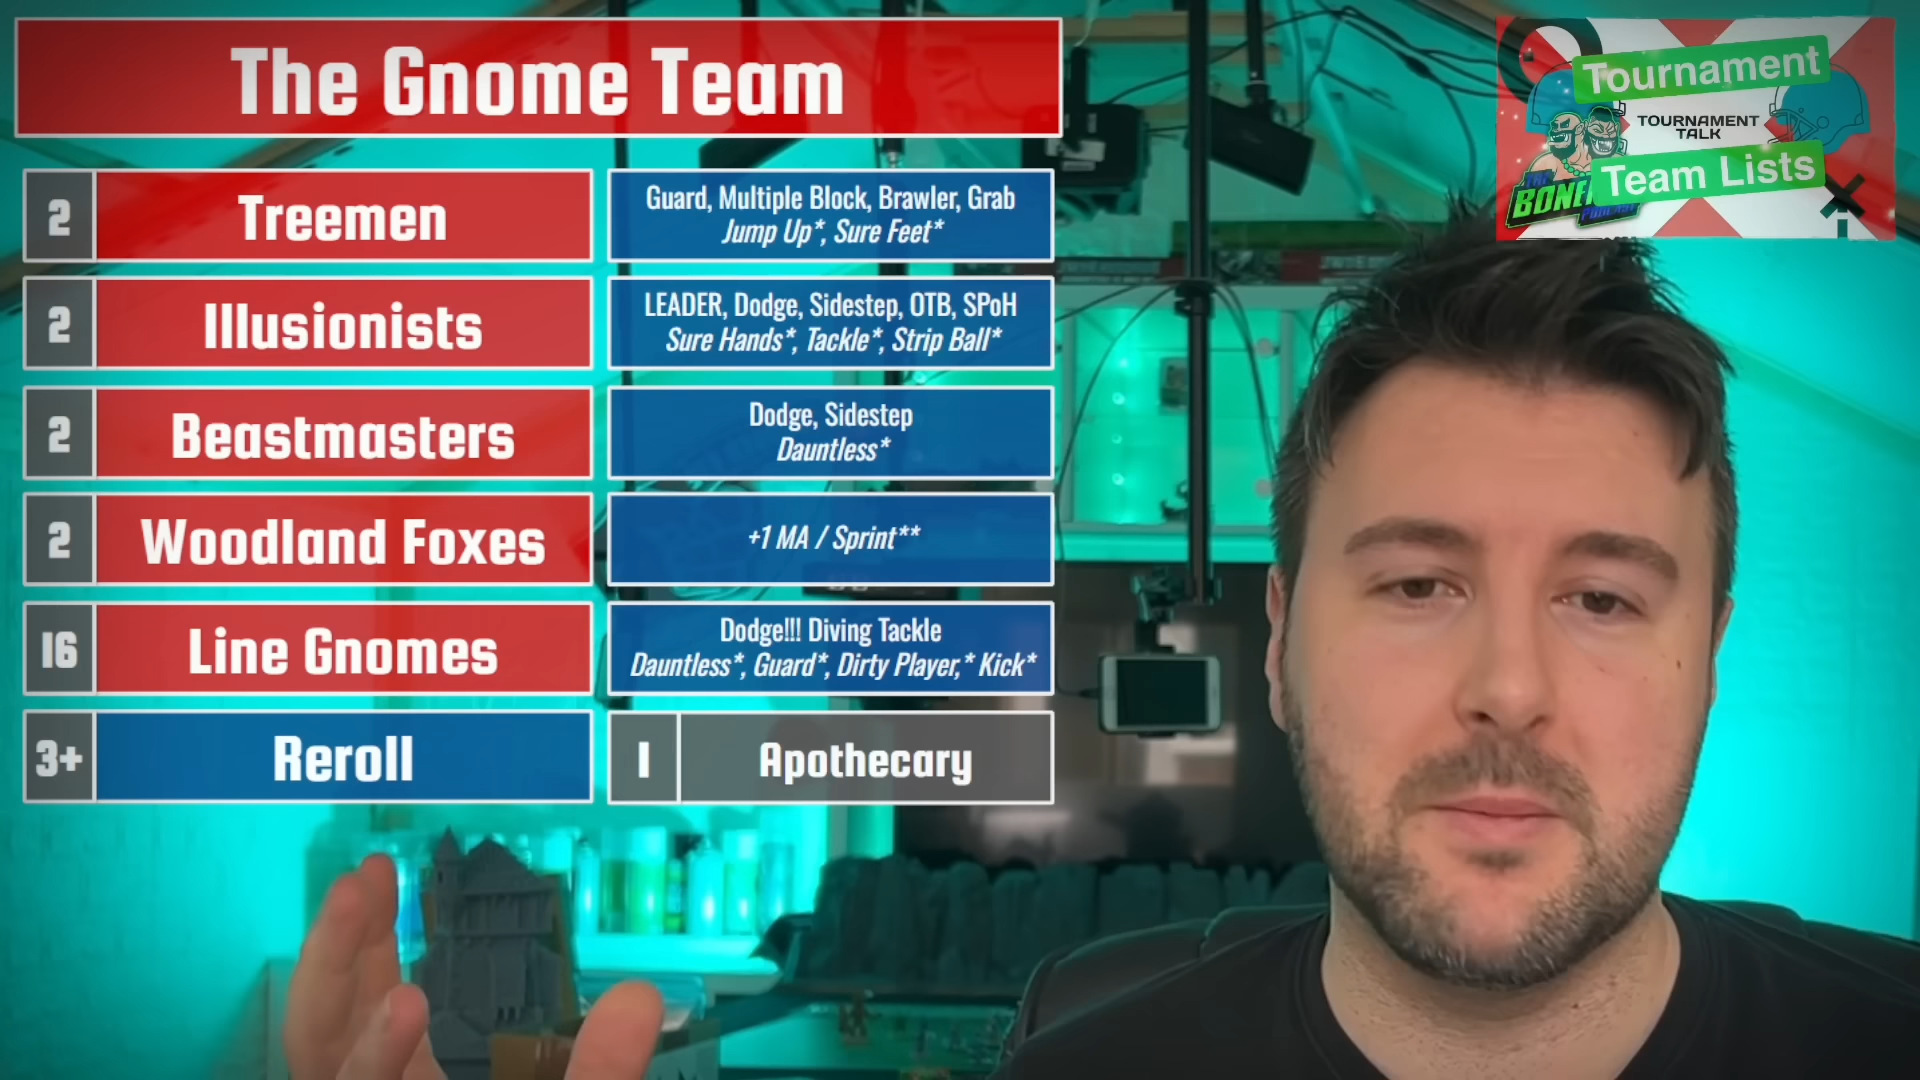 The Gnome Team
2
Treemen
Guard, Multiple Block, Brawler, Grab
Jump Up*, Sure Feet*
2
Illusionists
LEADER, Dodge, Sidestep, OTB, SPoH
Sure Hands*, Tackle*, Strip Ball*
2
Beastmasters
Dodge, Sidestep
Dauntless*
2
Woodland Foxes
+1 MA / Sprint**
16
Line Gnomes
Dodge!!! Diving Tackle
Dauntless*, Guard*, Dirty Player,* Kick*
3+
Reroll
1
Apothecary
Tournament
TOURNAMENT
TALK
Team Lists
THE
PODCAST